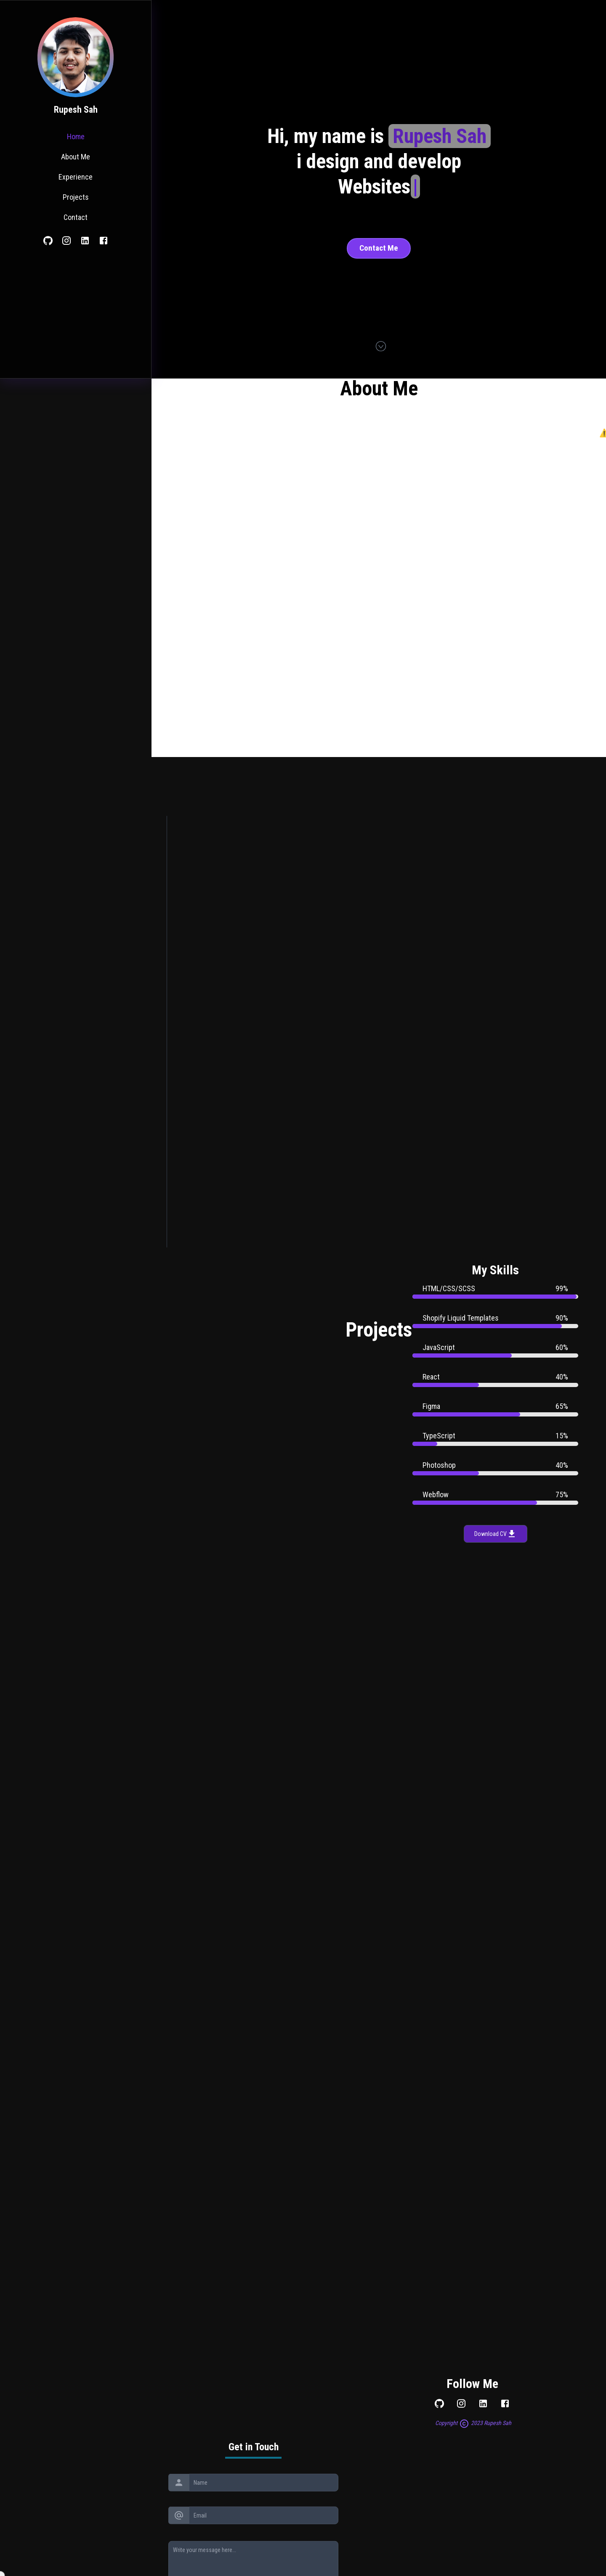 Rupesh Sah
Home
About Me
Experience
Projects
Contact
Hi, my name is Rupesh Sah
i design and develop
Websites|
Contact Me
About Me
My Skills
HTML/CSS/SCSS 99%
Shopify Liquid Templates 90%
Projects
JavaScript 60%
React 40%
Figma 65%
TypeScript 15%
Photoshop 40%
Webflow 75%
Download CV
Follow Me
Copyright © 2023 Rupesh Sah
Get in Touch
Name
Email
Write your message here...